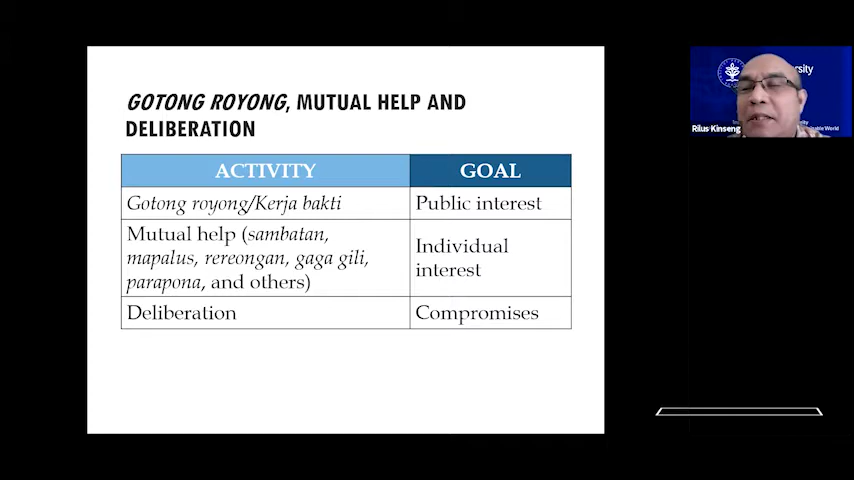 GOTONG ROYONG, MUTUAL HELP AND
DELIBERATION
ACTIVITY
GOAL
Gotong royong/Kerja bakti
Public interest
Mutual help (sambatan,
mapalus, rereongan, gaga gili,
parapona, and others)
Individual
interest
Deliberation
Compromises
Rilus Kinseng